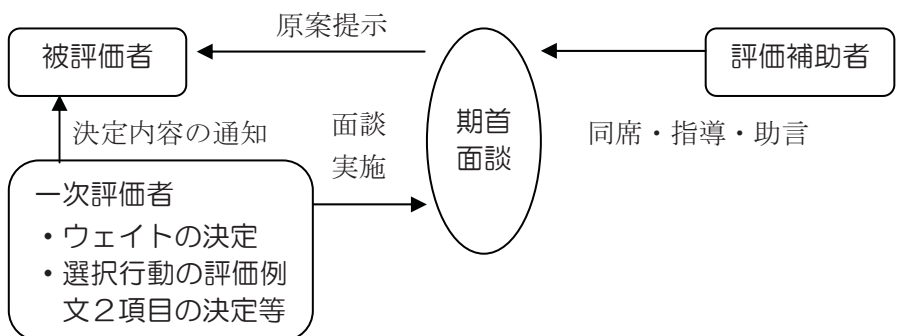 原案提示
被評価者
評価補助者
決定内容の通知
面談
実施
期首
面談
同席・指導・助言
一次評価者
・ウェイトの決定
・選択行動の評価例
文２項目の決定等